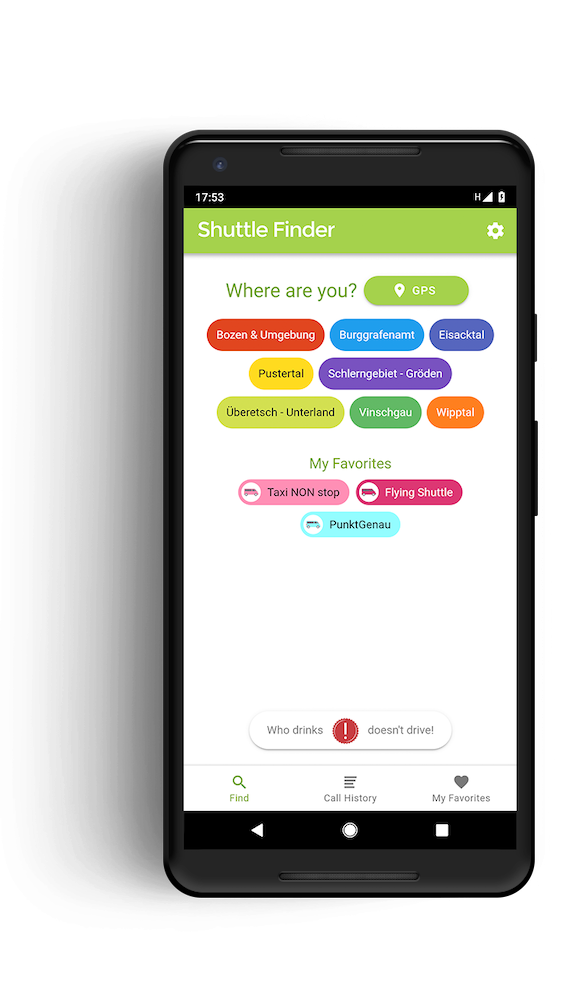 17:53 H
Shuttle Finder
Where are you? GPS
Bozen & Umgebung Burggrafenamt Eisacktal
Pustertal Schlerngebiet - Gröden
Überetsch - Unterland Vinschgau Wipptal
My Favorites
Taxi NON stop Flying Shuttle
PunktGenau
Who drinks ! doesn't drive!
Find Call History My Favorites